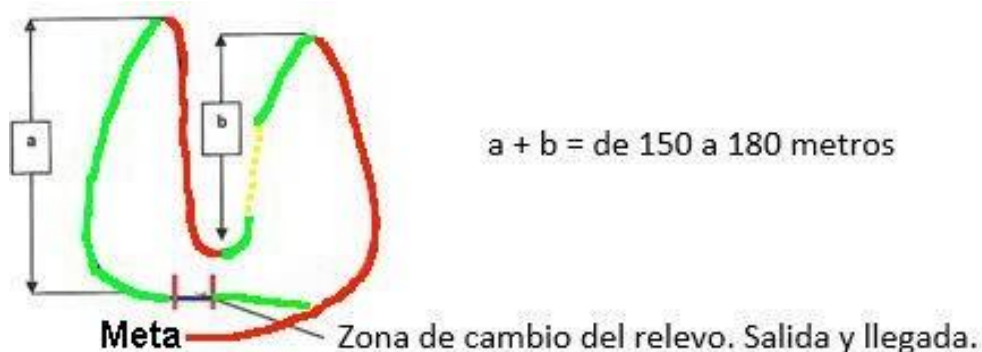 a
b
a + b = de 150 a 180 metros
Meta
Zona de cambio del relevo. Salida y llegada.